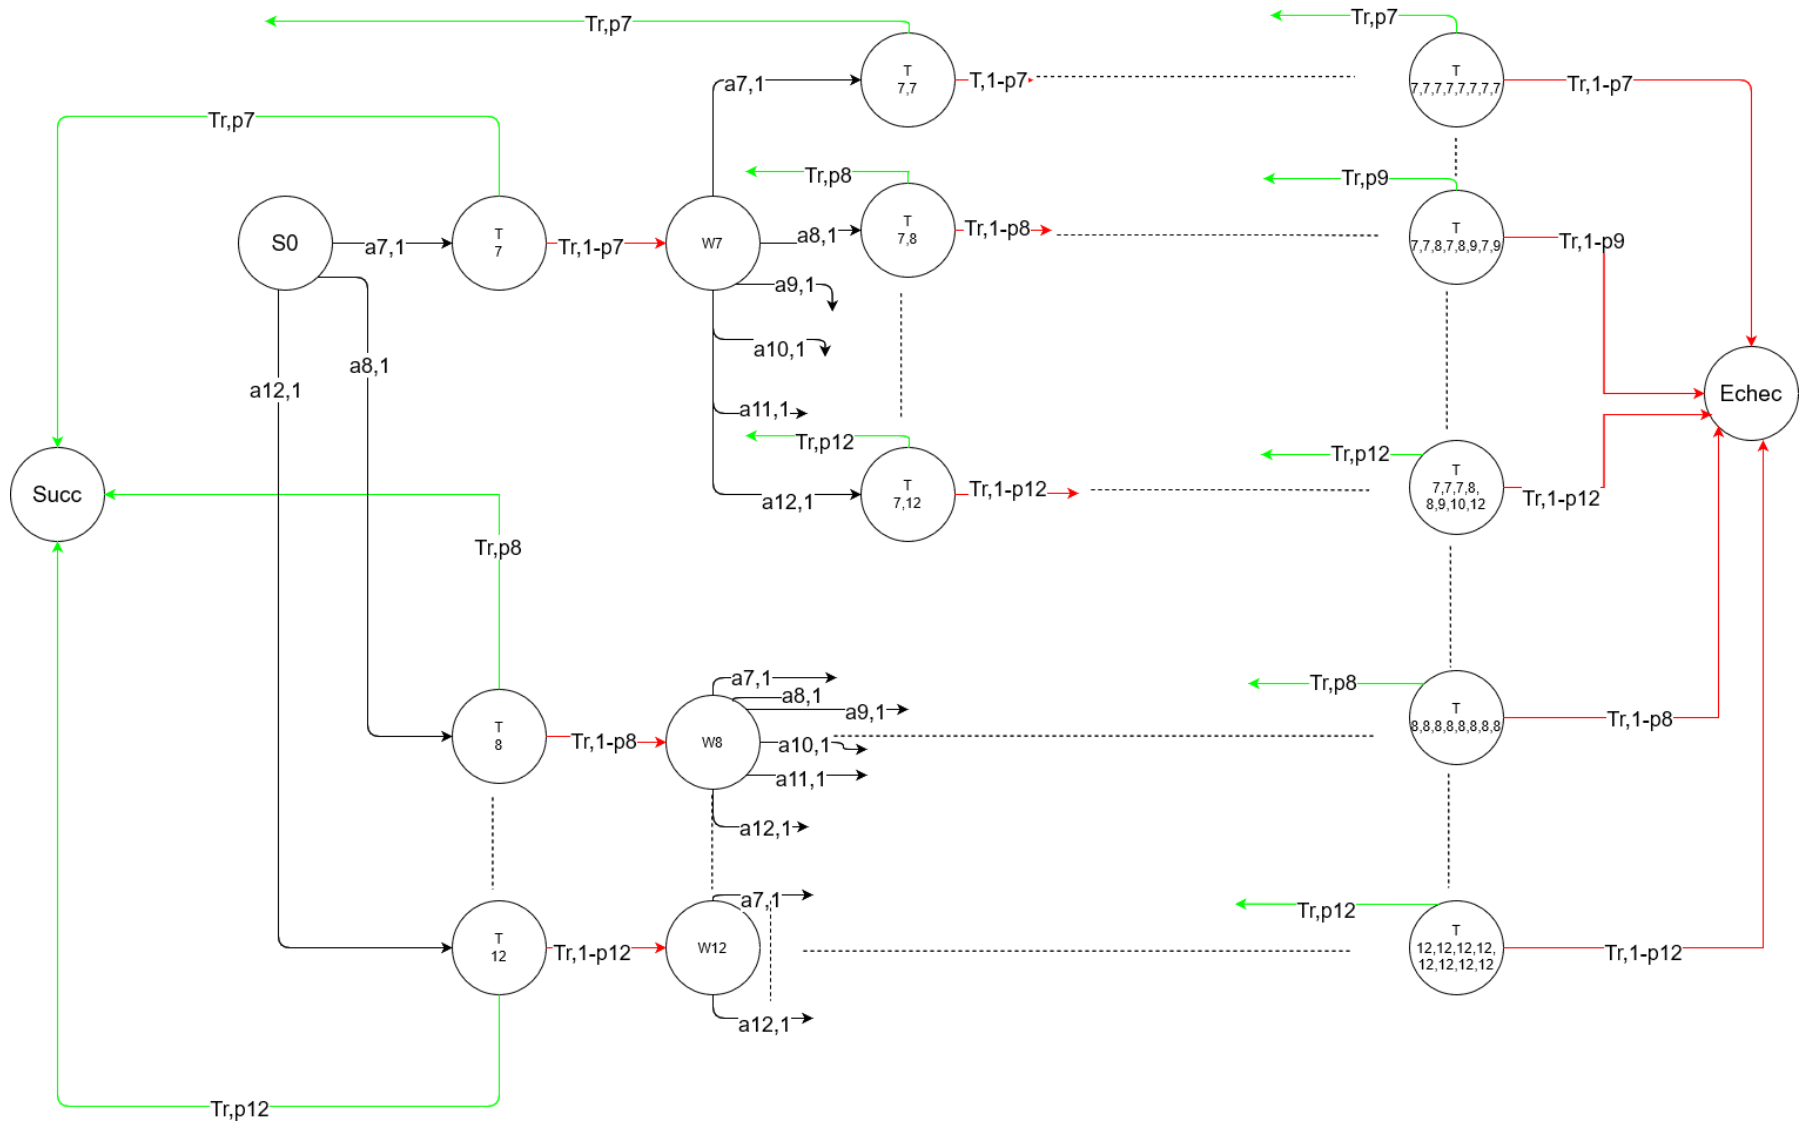 Tr,p7
Tr,p7
T
7,7
a7,1
T,1-p7
T
7,7,7,7,7,7,7,7
Tr,1-p7
Tr,p7
Tr,p8
Tr,p9
S0
a7,1
T
7
Tr,1-p7
W7
a8,1
T
7,8
Tr,1-p8
T
7,7,8,7,8,9,7,9
Tr,1-p9
a9,1
a10,1
a8,1
a12,1
a11,1
Echec
Tr,p12
Tr,p12
Succ
a12,1
T
7,12
Tr,1-p12
T
7,7,7,8,
8,9,10,12
Tr,1-p12
Tr,p8
a7,1
a8,1
a9,1
Tr,p8
T
8
Tr,1-p8
W8
a10,1
a11,1
a12,1
T
8,8,8,8,8,8,8,8
Tr,1-p8
a7,1
Tr,p12
T
12
Tr,1-p12
W12
T
12,12,12,12,
12,12,12,12
Tr,1-p12
a12,1
Tr,p12